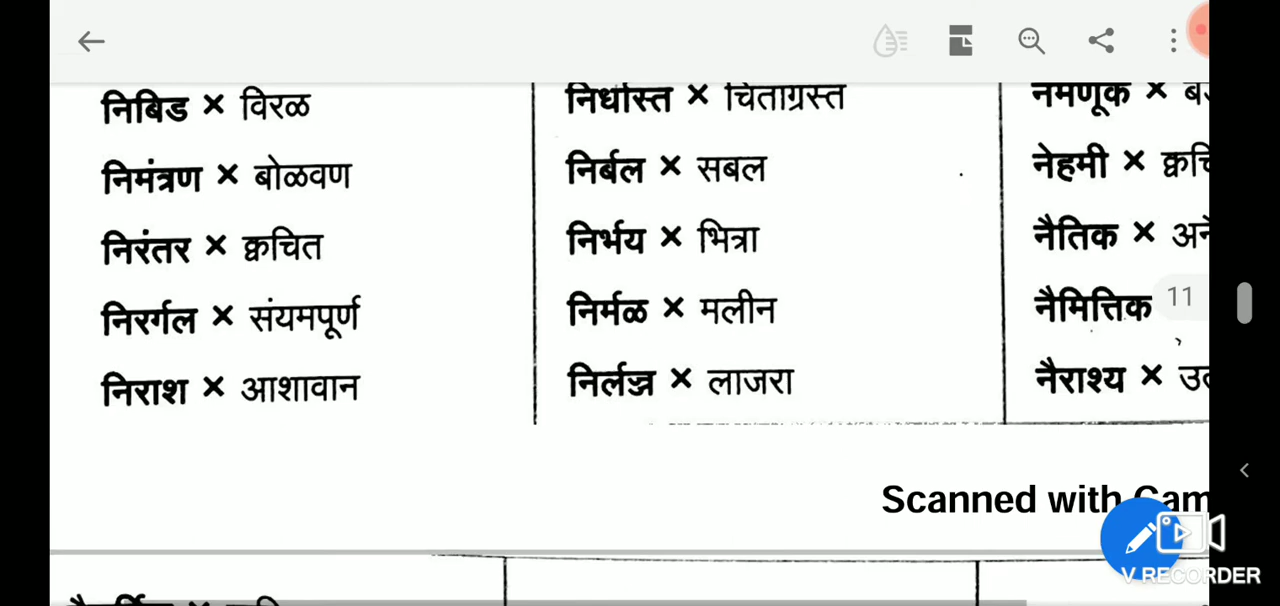 निबिड × विरळ
निमंत्रण × बोळवण
निरंतर × क्वचित
निरर्गल × संयमपूर्ण
निराश × आशावान
निर्धास्त × चिंताग्रस्त
निर्बल × सबल
निर्भय × भित्रा
निर्मळ × मलीन
निर्लज्ज × लाजरा
नेमणूक ×
नेहमी ×
नैतिक ×
नैमित्तिक
नैराश्य ×
11
Scanned with Cam
V RECORDER